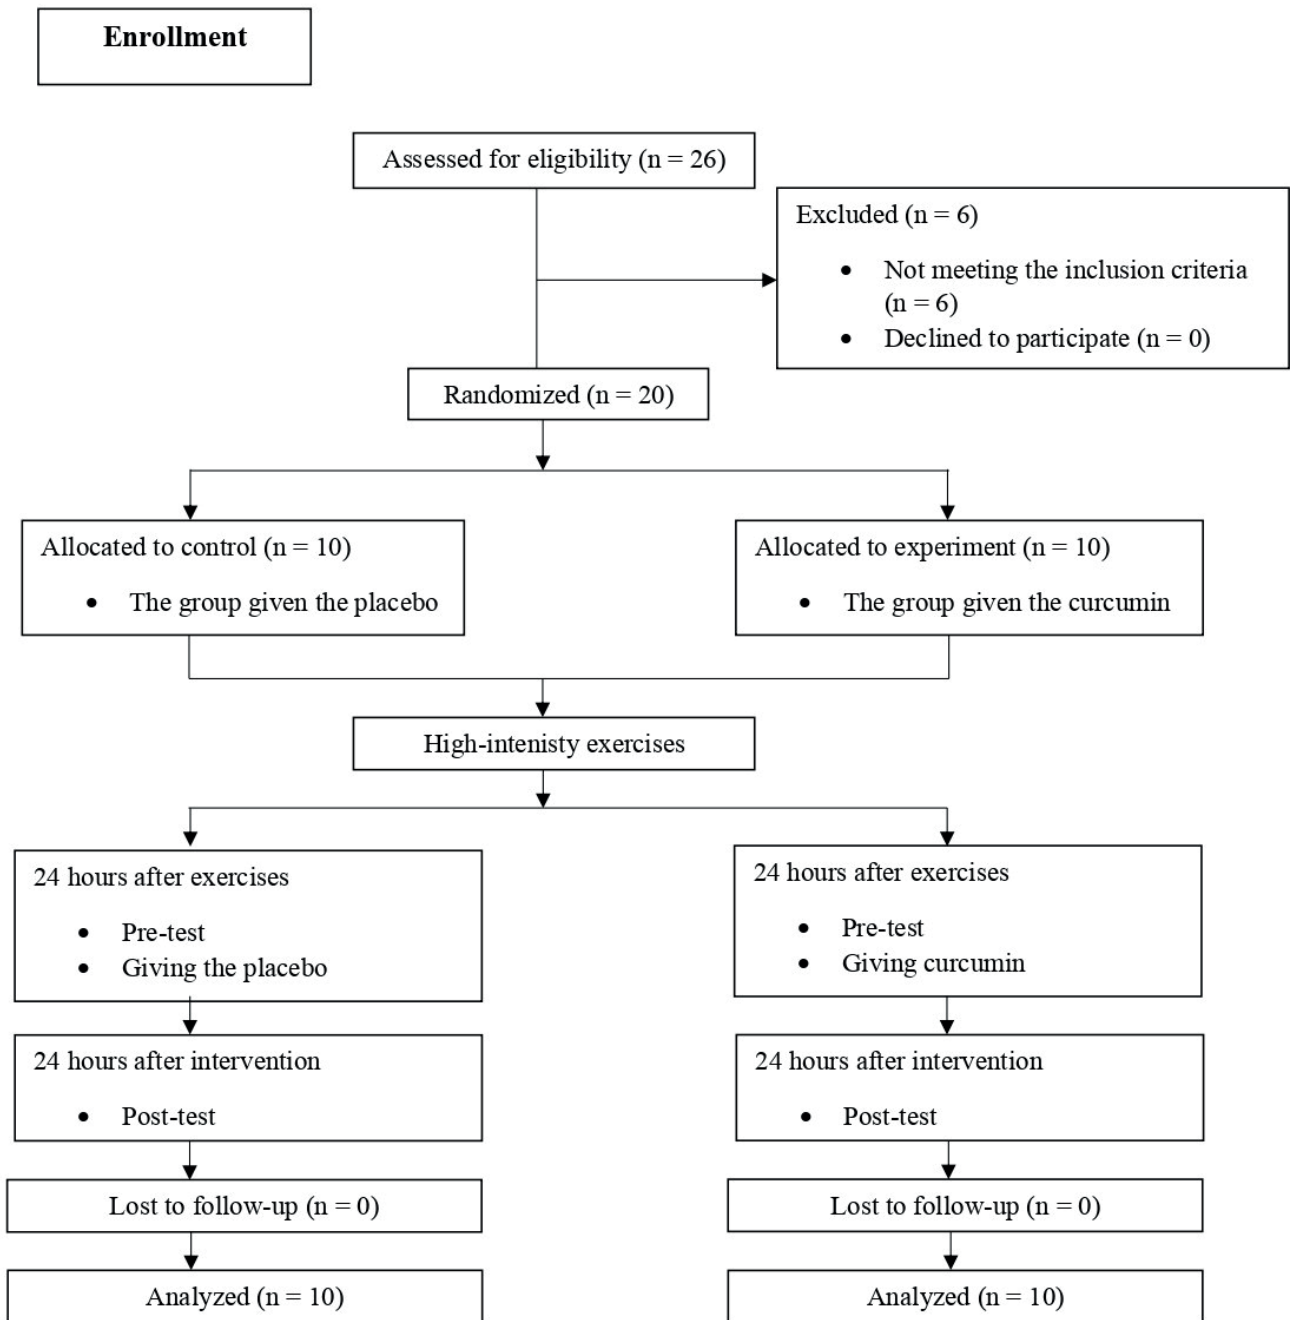 Enrollment
Assessed for eligibility (n = 26)
Excluded (n = 6)
• Not meeting the inclusion criteria
(n = 6)
• Declined to participate (n = 0)
Randomized (n = 20)
Allocated to control (n = 10)
• The group given the placebo
Allocated to experiment (n = 10)
• The group given the curcumin
High-intenisty exercises
24 hours after exercises
• Pre-test
• Giving the placebo
24 hours after exercises
• Pre-test
• Giving curcumin
24 hours after intervention
• Post-test
24 hours after intervention
• Post-test
Lost to follow-up (n = 0)
Lost to follow-up (n = 0)
Analyzed (n = 10)
Analyzed (n = 10)